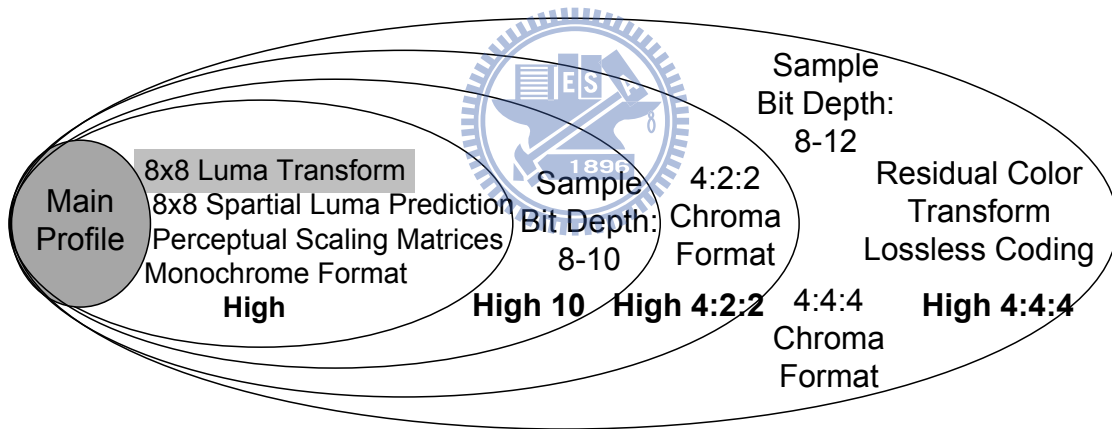 Main
Profile
8x8 Luma Transform
8x8 Spartial Luma Prediction
Perceptual Scaling Matrices
Monochrome Format
High
Sample
Bit Depth:
8-10
High 10
4:2:2
Chroma
Format
High 4:2:2
Sample
Bit Depth:
8-12
4:4:4
Chroma
Format
Residual Color
Transform
Lossless Coding
High 4:4:4
E S
1896